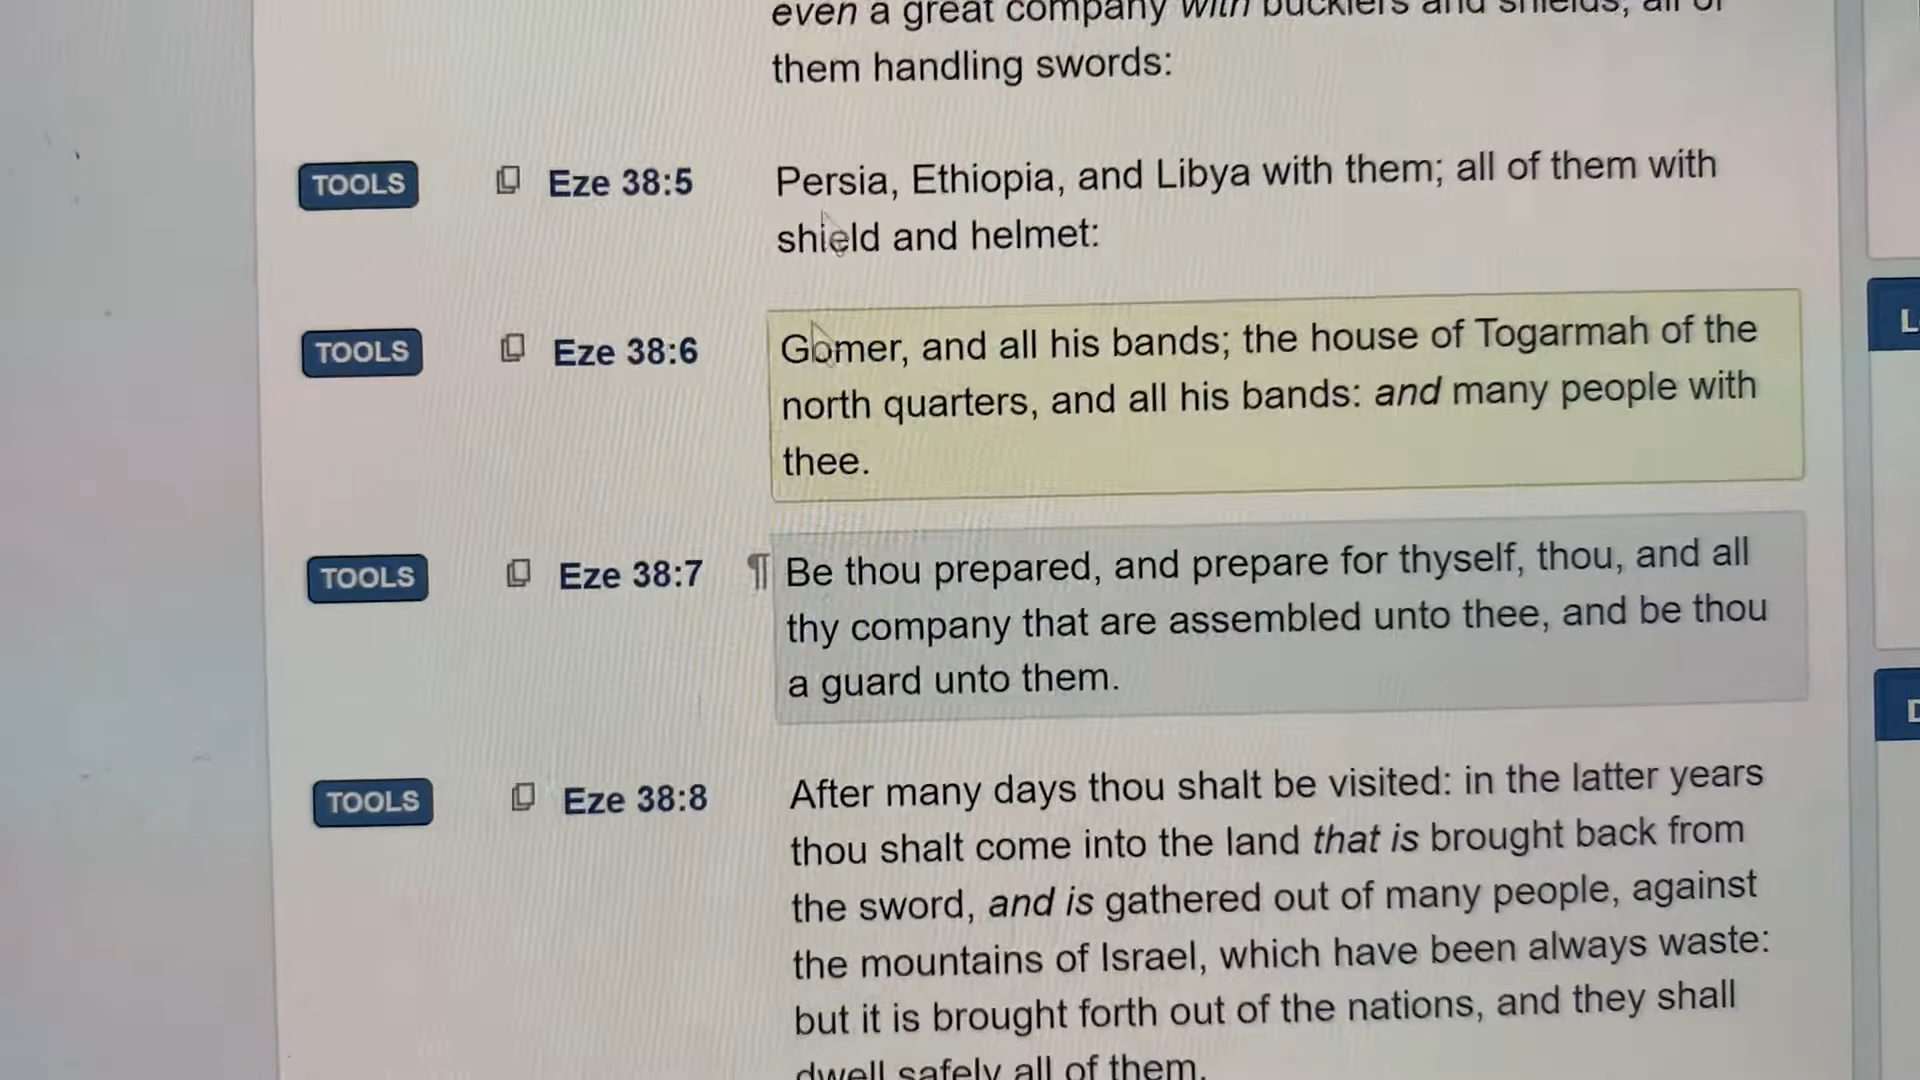 even a great company with bucklers and shields, all of
them handling swords:
TOOLS Eze 38:5 Persia, Ethiopia, and Libya with them; all of them with
shield and helmet:
TOOLS Eze 38:6 Gomer, and all his bands; the house of Togarmah of the
north quarters, and all his bands: and many people with
thee.
TOOLS Eze 38:7 ¶ Be thou prepared, and prepare for thyself, thou, and all
thy company that are assembled unto thee, and be thou
a guard unto them.
TOOLS Eze 38:8 After many days thou shalt be visited: in the latter years
thou shalt come into the land that is brought back from
the sword, and is gathered out of many people, against
the mountains of Israel, which have been always waste:
but it is brought forth out of the nations, and they shall
dwell safely all of them.
L